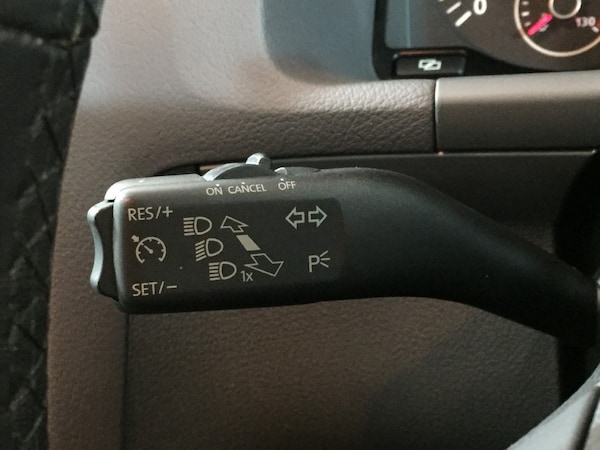 0
130
ON CANCEL OFF
RES/+
1x
P
SET/-